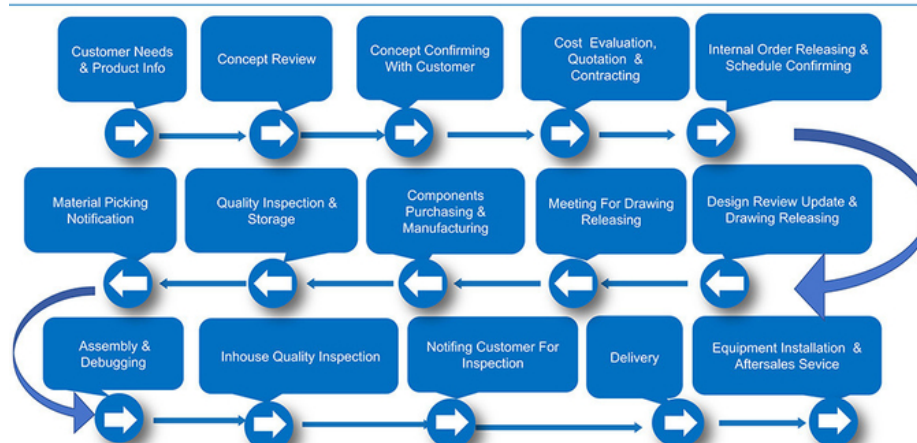 Customer Needs
& Product Info
Concept Review
Concept Confirming
With Customer
Cost Evaluation,
Quotation &
Contracting
Internal Order Releasing &
Schedule Confirming
Material Picking
Notification
Quality Inspection &
Storage
Components
Purchasing &
Manufacturing
Meeting For Drawing
Releasing
Design Review Update &
Drawing Releasing
Assembly &
Debugging
Inhouse Quality Inspection
Notifing Customer For
Inspection
Delivery
Equipment Installation &
Aftersales Sevice